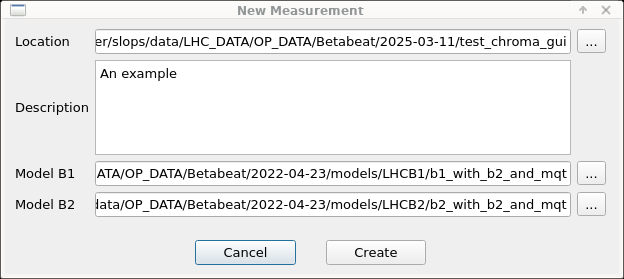 New Measurement
Location er/slops/data/LHC_DATA/OP_DATA/Betabeat/2025-03-11/test_chroma_gui ...
An example
Description
Model B1 ATA/OP_DATA/Betabeat/2022-04-23/models/LHCB1/b1_with_b2_and_mqt ...
Model B2 data/OP_DATA/Betabeat/2022-04-23/models/LHCB2/b2_with_b2_and_mqt ...
Cancel Create